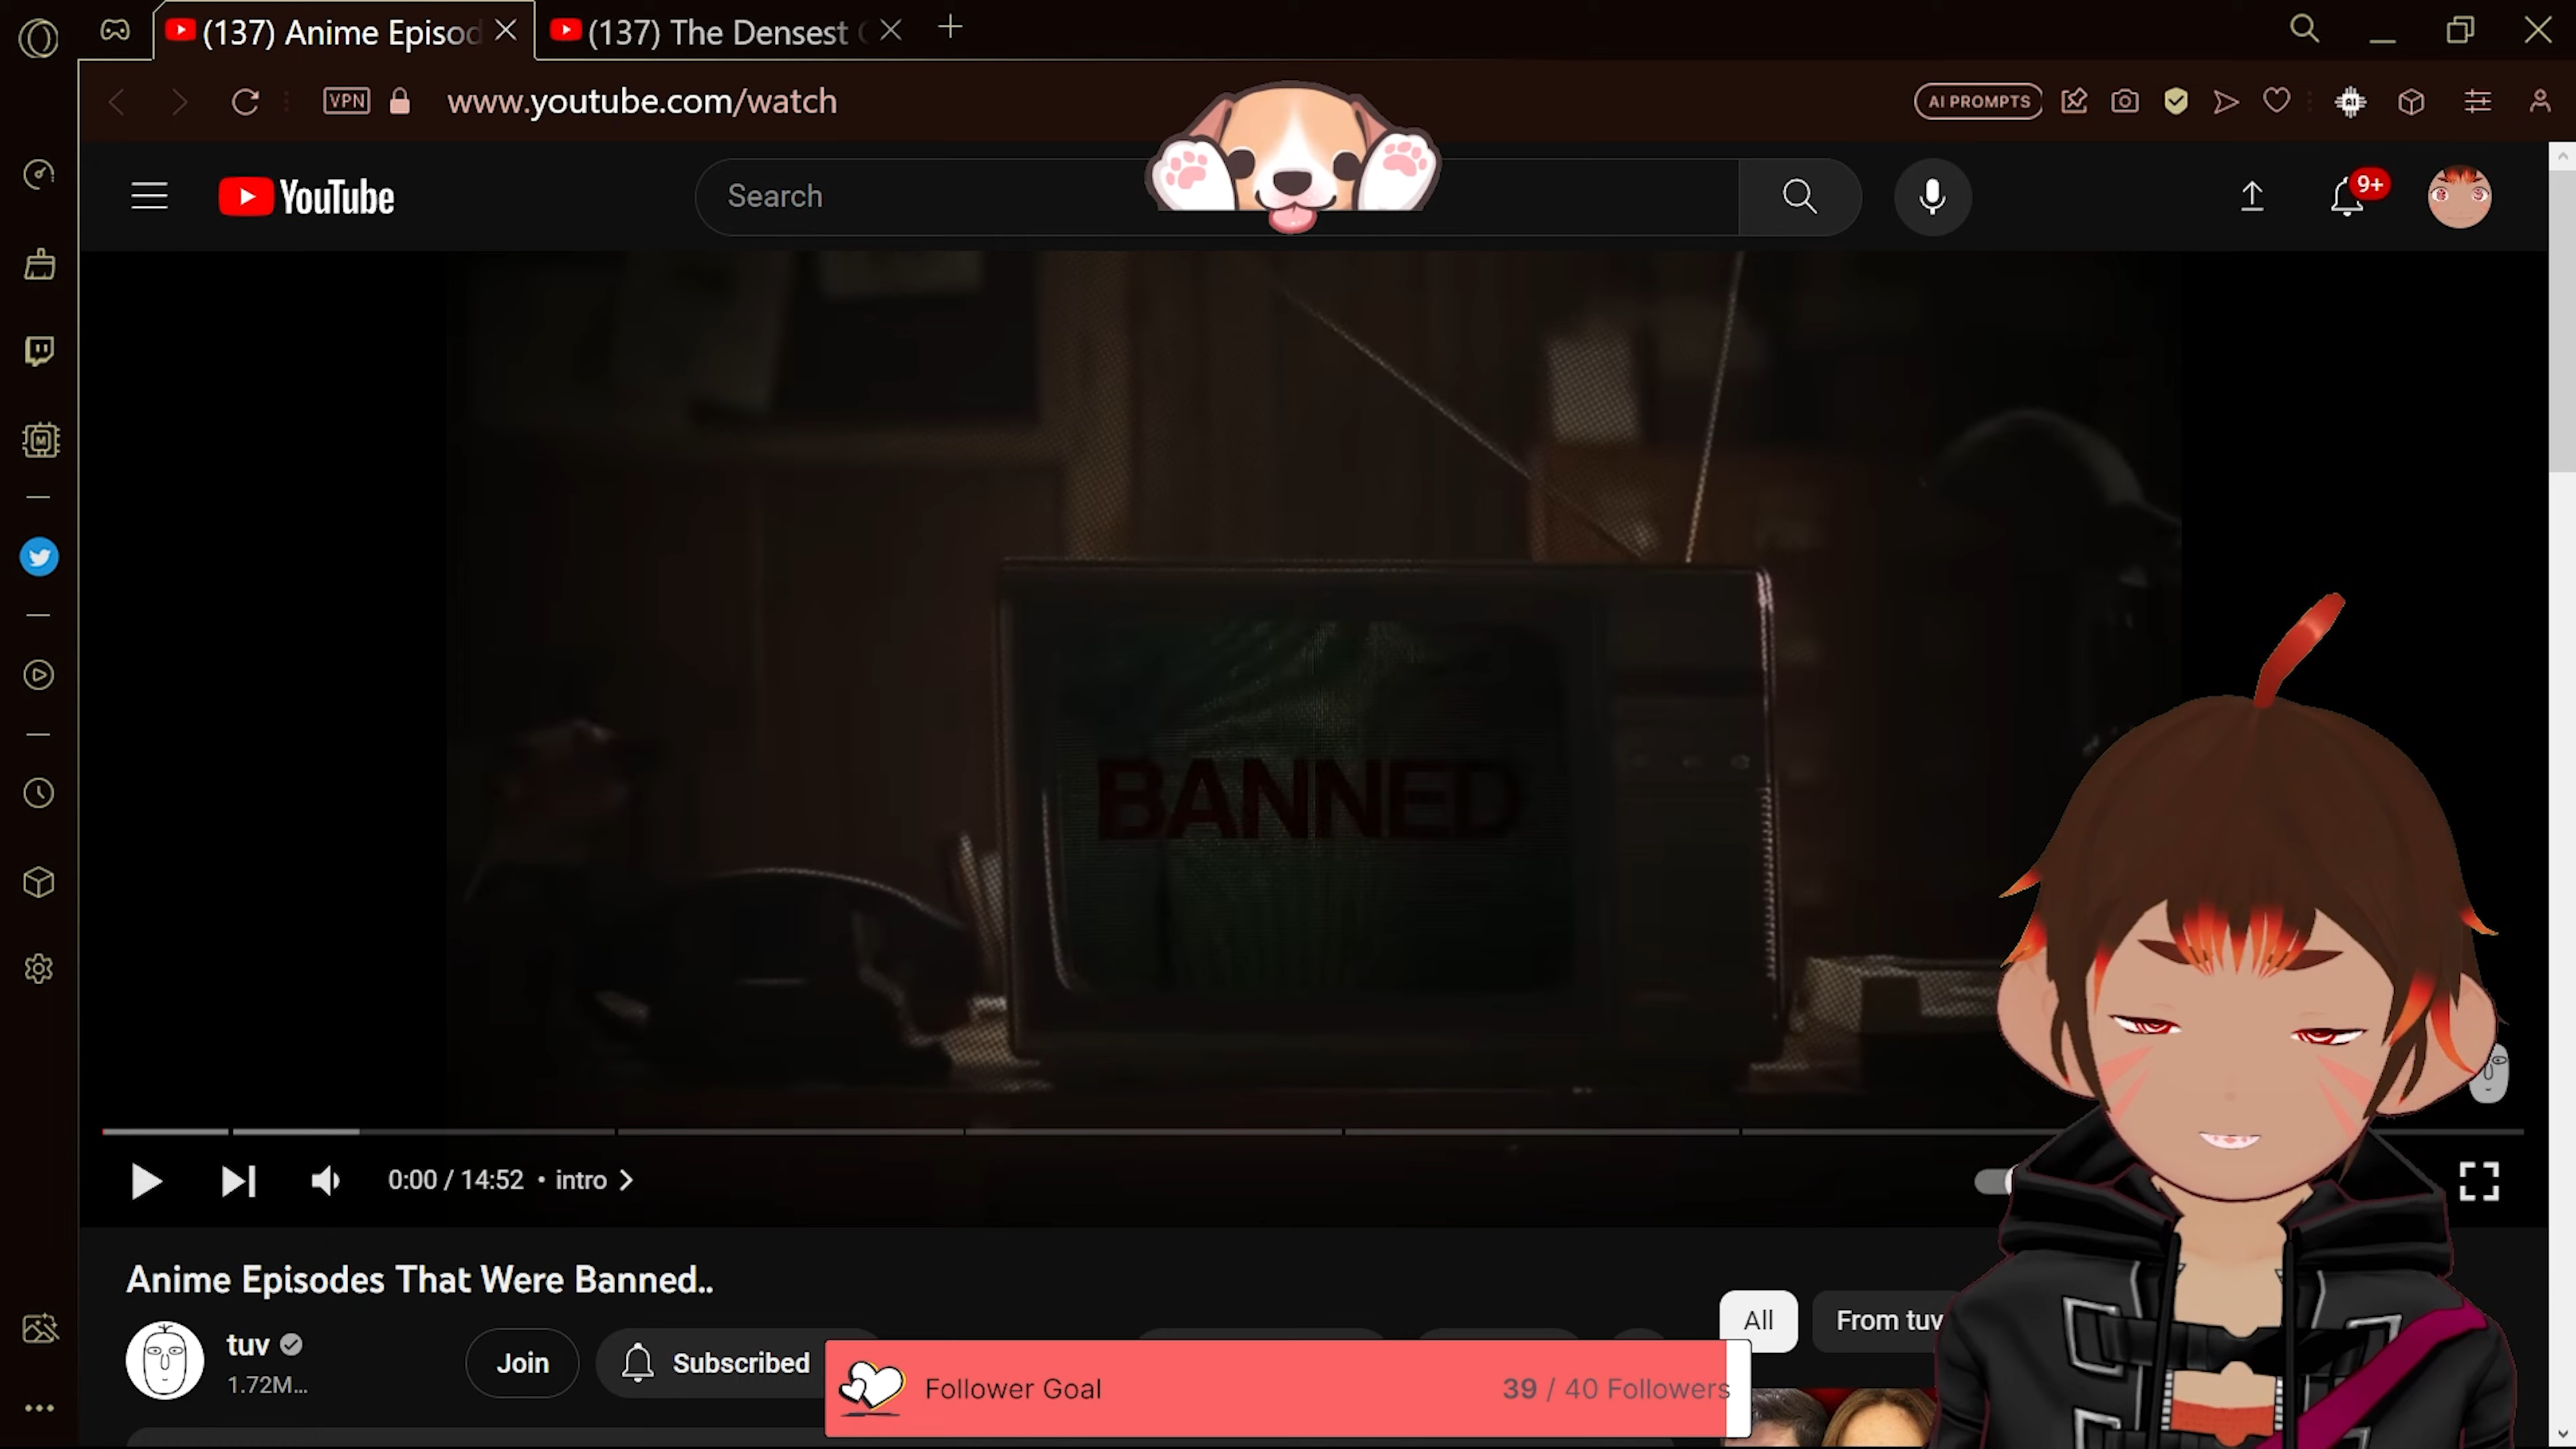 (137) Anime Episod
(137) The Densest
VPN
www.youtube.com/watch
AI PROMPTS
AI
YouTube
Search
9+
M
BANNED
0:00 / 14:52 • intro
Anime Episodes That Were Banned..
tuv
1.72M...
Join
Subscribed
All
From tuv
Follower Goal
39 / 40 Followers